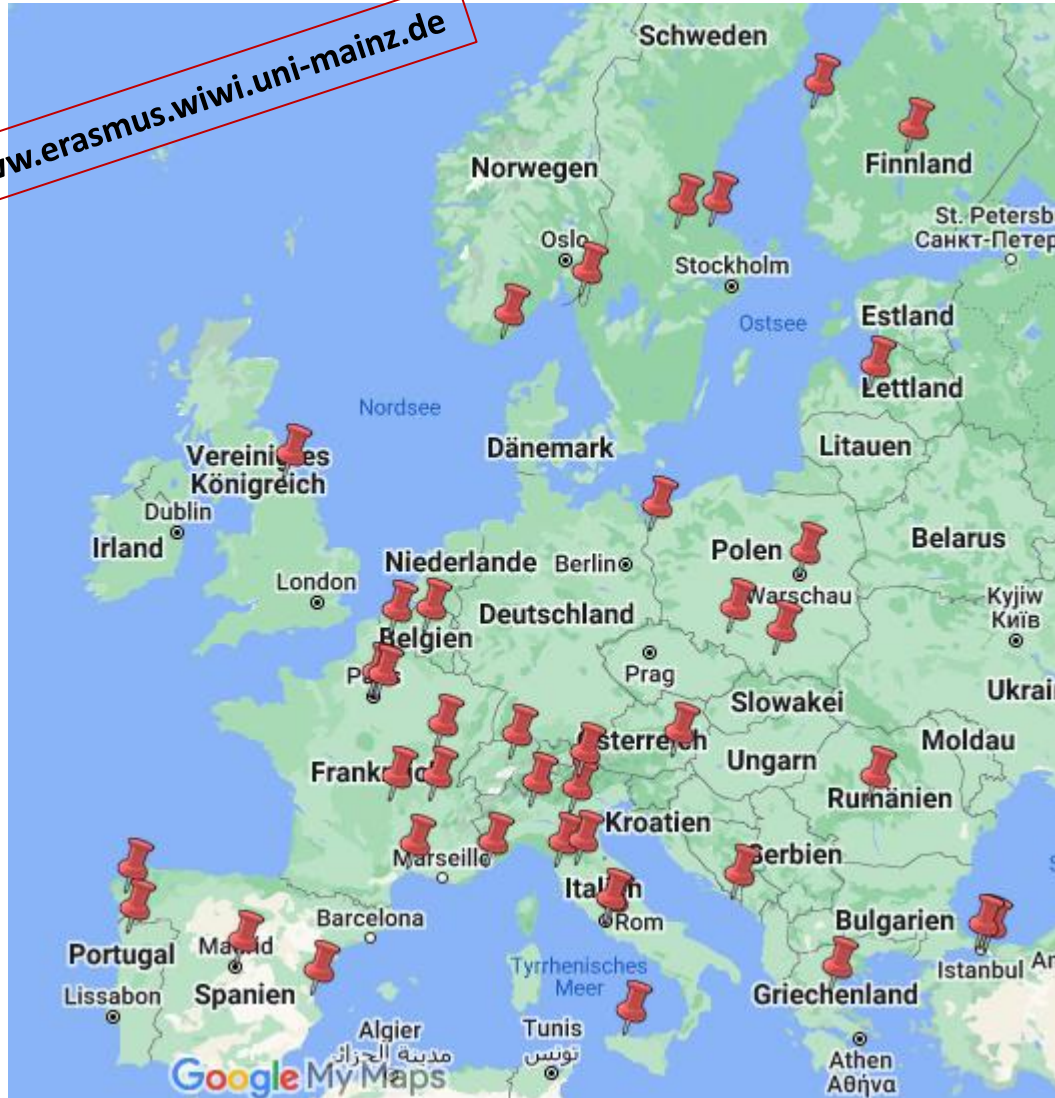 ww.erasmus.wiwi.uni-mainz.de
Schweden
Norwegen
Finnland
St. Petersb
Санкт-Петер
Oslo
Stockholm
Estland
Ostsee
Lettland
Nordsee
Dänemark
Litauen
Vereinigtes
Königreich
Dublin
Irland
Belarus
Polen
Niederlande
Berlin
London
Deutschland
Warschau
Kyjiw
Київ
Belgien
Paris
Prag
Slowakei
Ukrai
Österreich
Moldau
Ungarn
Frankreich
Rumänien
Kroatien
Marseille
Serbien
Italien
Barcelona
Rom
Bulgarien
Portugal
Madrid
Tyrrhenisches
Meer
Istanbul
An
Lissabon
Spanien
Griechenland
Algier
مدينة الجزائر
Tunis
تونس
Athen
Αθήνα
Google My Maps